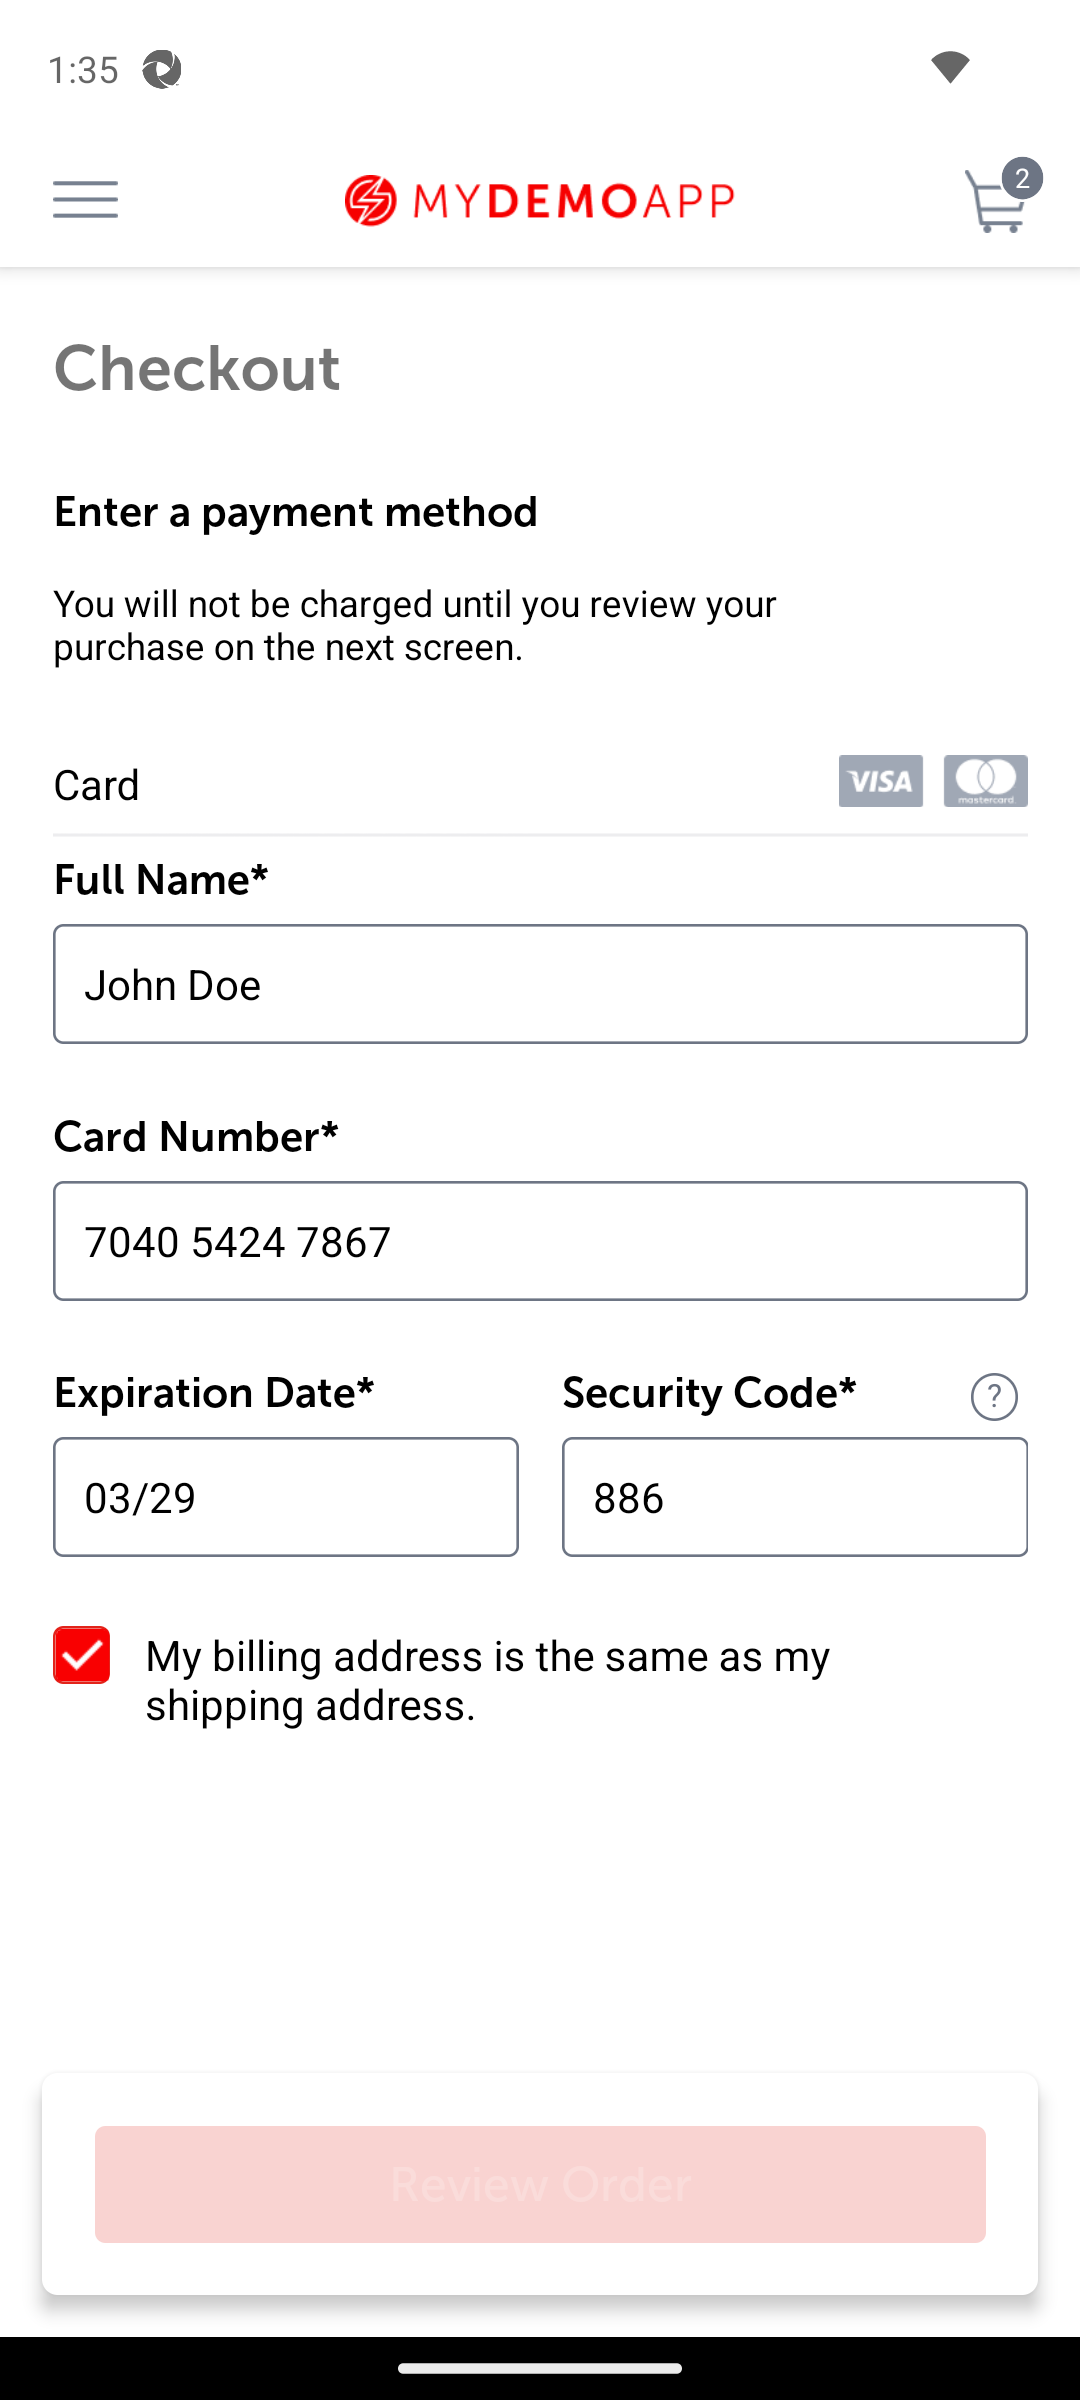 1:35
2
MYDEMOAPP
Checkout
Enter a payment method
You will not be charged until you review your
purchase on the next screen.
Card
VISA
mastercard
Full Name*
John Doe
Card Number*
7040 5424 7867
Expiration Date*
Security Code*
?
03/29
886
My billing address is the same as my
shipping address.
Review Order